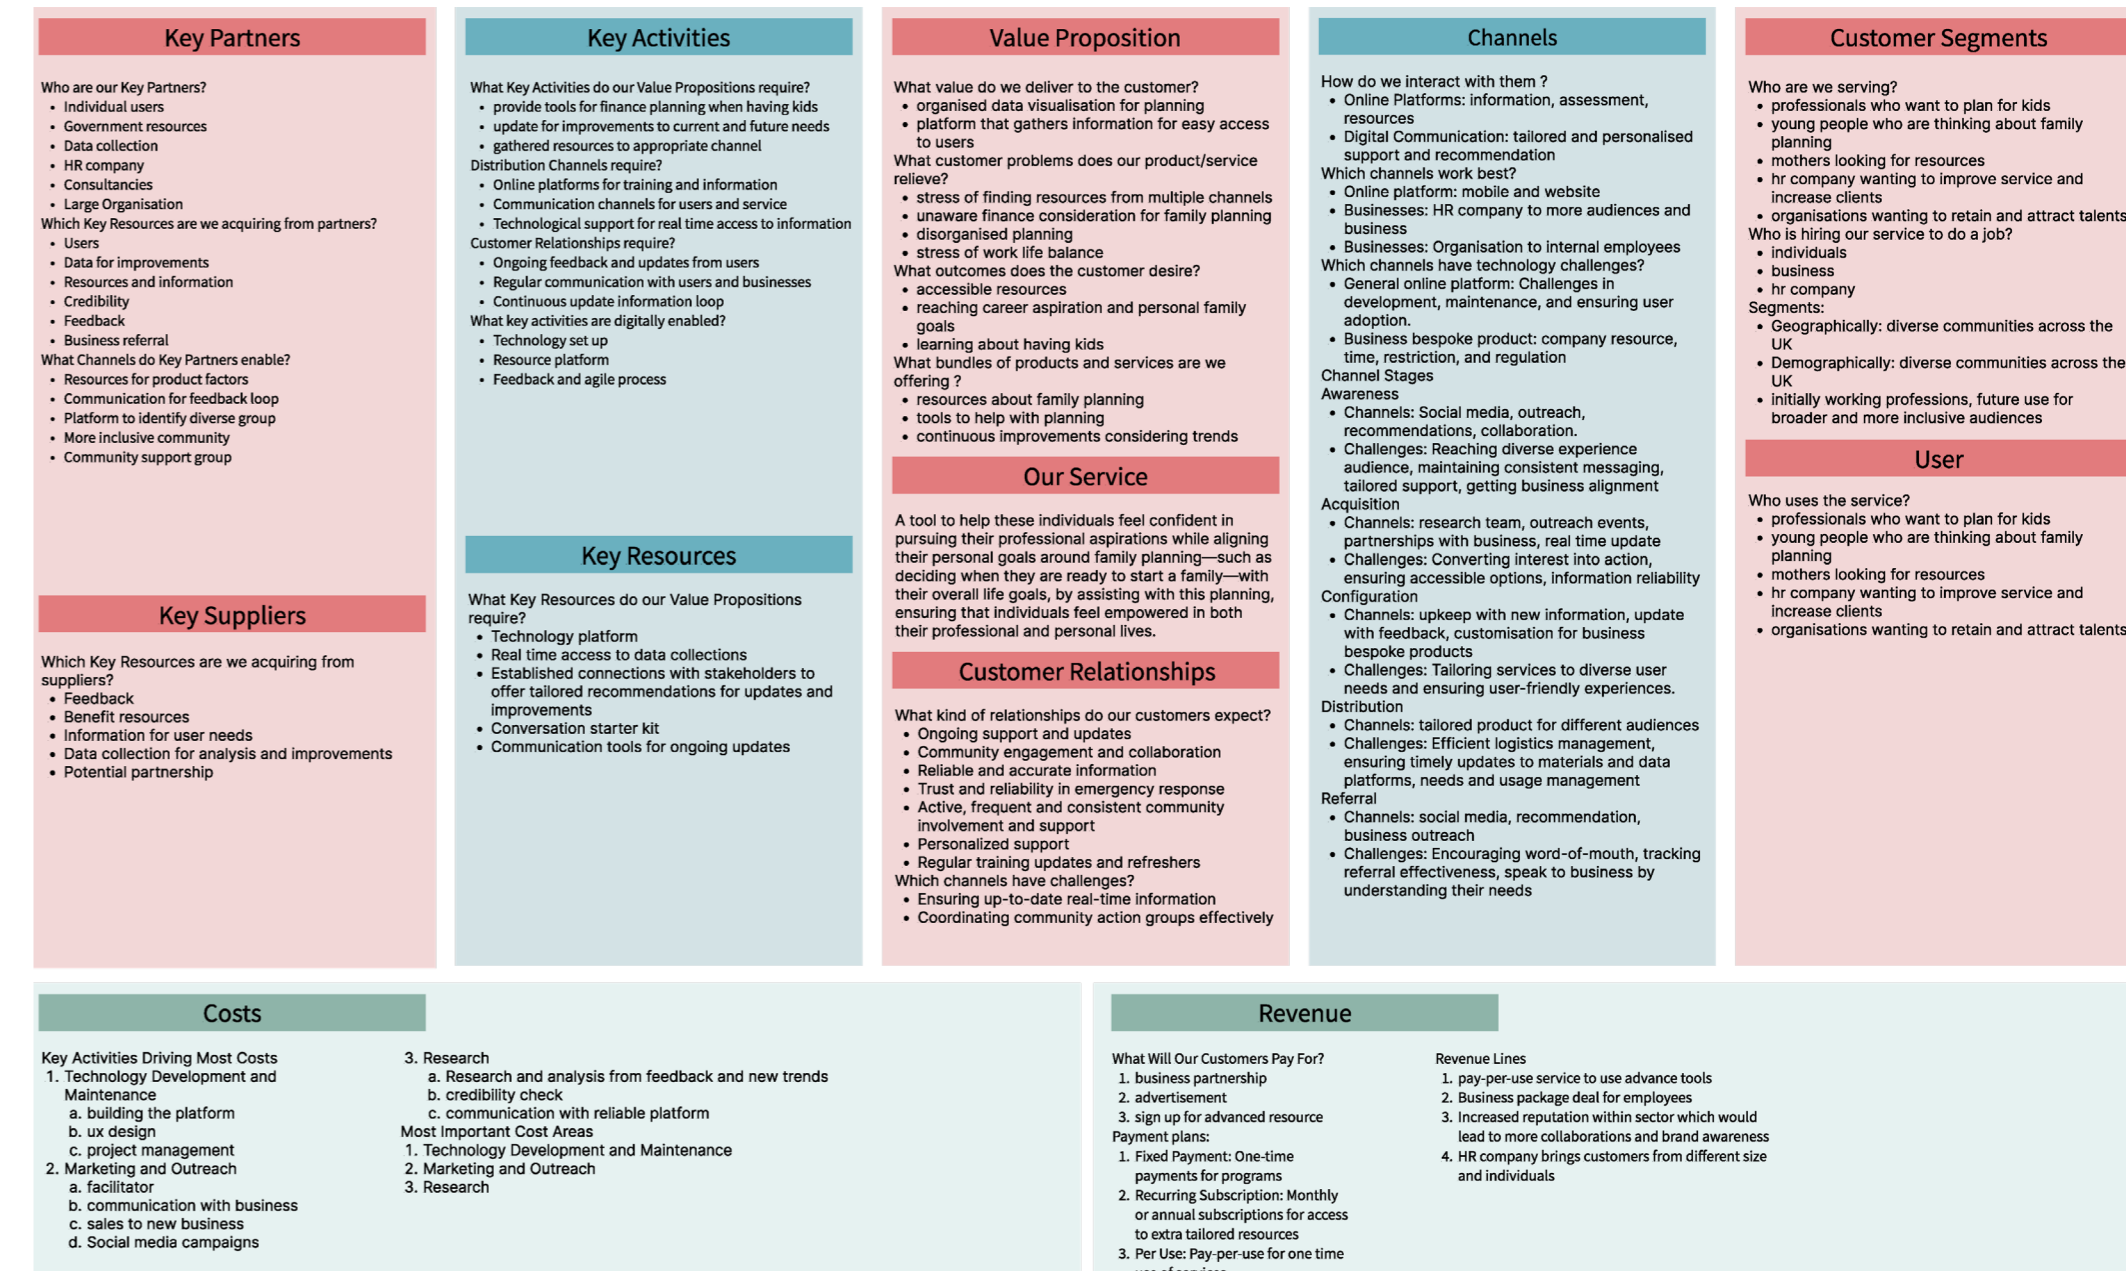 Key Partners
Who are our Key Partners?
• Individual users
• Government resources
• Data collection
• HR company
• Consultancies
• Large Organisation
Which Key Resources are we acquiring from partners?
• Users
• Data for improvements
• Resources and information
• Credibility
• Feedback
• Business referral
What Channels do Key Partners enable?
• Resources for product factors
• Communication for feedback loop
• Platform to identify diverse group
• More inclusive community
• Community support group
Key Suppliers
Which Key Resources are we acquiring from
suppliers?
• Feedback
• Benefit resources
• Information for user needs
• Data collection for analysis and improvements
• Potential partnership
Key Activities
What Key Activities do our Value Propositions require?
• provide tools for finance planning when having kids
• update for improvements to current and future needs
• gathered resources to appropriate channel
Distribution Channels require?
• Online platforms for training and information
• Communication channels for users and service
• Technological support for real time access to information
Customer Relationships require?
• Ongoing feedback and updates from users
• Regular communication with users and businesses
• Continuous update information loop
What key activities are digitally enabled?
• Technology set up
• Resource platform
• Feedback and agile process
Key Resources
What Key Resources do our Value Propositions
require?
• Technology platform
• Real time access to data collections
• Established connections with stakeholders to
offer tailored recommendations for updates and
improvements
• Conversation starter kit
• Communication tools for ongoing updates
Value Proposition
What value do we deliver to the customer?
• organised data visualisation for planning
• platform that gathers information for easy access
to users
What customer problems does our product/service
relieve?
• stress of finding resources from multiple channels
• unaware finance consideration for family planning
• disorganised planning
• stress of work life balance
What outcomes does the customer desire?
• accessible resources
• reaching career aspiration and personal family
goals
• learning about having kids
What bundles of products and services are we
offering ?
• resources about family planning
• tools to help with planning
• continuous improvements considering trends
Our Service
A tool to help these individuals feel confident in
pursuing their professional aspirations while aligning
their personal goals around family planning—such as
deciding when they are ready to start a family—with
their overall life goals, by assisting with this planning,
ensuring that individuals feel empowered in both
their professional and personal lives.
Customer Relationships
What kind of relationships do our customers expect?
• Ongoing support and updates
• Community engagement and collaboration
• Reliable and accurate information
• Trust and reliability in emergency response
• Active, frequent and consistent community
involvement and support
• Personalized support
• Regular training updates and refreshers
Which channels have challenges?
• Ensuring up-to-date real-time information
• Coordinating community action groups effectively
Channels
How do we interact with them ?
• Online Platforms: information, assessment,
resources
• Digital Communication: tailored and personalised
support and recommendation
Which channels work best?
• Online platform: mobile and website
• Businesses: HR company to more audiences and
business
• Businesses: Organisation to internal employees
Which channels have technology challenges?
• General online platform: Challenges in
development, maintenance, and ensuring user
adoption.
• Business bespoke product: company resource,
time, restriction, and regulation
Channel Stages
Awareness
• Channels: Social media, outreach,
recommendations, collaboration.
• Challenges: Reaching diverse experience
audience, maintaining consistent messaging,
tailored support, getting business alignment
Acquisition
• Channels: research team, outreach events,
partnerships with business, real time update
• Challenges: Converting interest into action,
ensuring accessible options, information reliability
Configuration
• Channels: upkeep with new information, update
with feedback, customisation for business
bespoke products
• Challenges: Tailoring services to diverse user
needs and ensuring user-friendly experiences.
Distribution
• Channels: tailored product for different audiences
• Challenges: Efficient logistics management,
ensuring timely updates to materials and data
platforms, needs and usage management
Referral
• Channels: social media, recommendation,
business outreach
• Challenges: Encouraging word-of-mouth, tracking
referral effectiveness, speak to business by
understanding their needs
Customer Segments
Who are we serving?
• professionals who want to plan for kids
• young people who are thinking about family
planning
• mothers looking for resources
• hr company wanting to improve service and
increase clients
• organisations wanting to retain and attract talents
Who is hiring our service to do a job?
• individuals
• business
• hr company
Segments:
• Geographically: diverse communities across the
UK
• Demographically: diverse communities across the
UK
• initially working professions, future use for
broader and more inclusive audiences
User
Who uses the service?
• professionals who want to plan for kids
• young people who are thinking about family
planning
• mothers looking for resources
• hr company wanting to improve service and
increase clients
• organisations wanting to retain and attract talents
Costs
Key Activities Driving Most Costs
1. Technology Development and
Maintenance
a. building the platform
b. ux design
c. project management
2. Marketing and Outreach
a. facilitator
b. communication with business
c. sales to new business
d. Social media campaigns
3. Research
a. Research and analysis from feedback and new trends
b. credibility check
c. communication with reliable platform
Most Important Cost Areas
1. Technology Development and Maintenance
2. Marketing and Outreach
3. Research
Revenue
What Will Our Customers Pay For?
1. business partnership
2. advertisement
3. sign up for advanced resource
Payment plans:
1. Fixed Payment: One-time
payments for programs
2. Recurring Subscription: Monthly
or annual subscriptions for access
to extra tailored resources
3. Per Use: Pay-per-use for one time
Revenue Lines
1. pay-per-use service to use advance tools
2. Business package deal for employees
3. Increased reputation within sector which would
lead to more collaborations and brand awareness
4. HR company brings customers from different size
and individuals